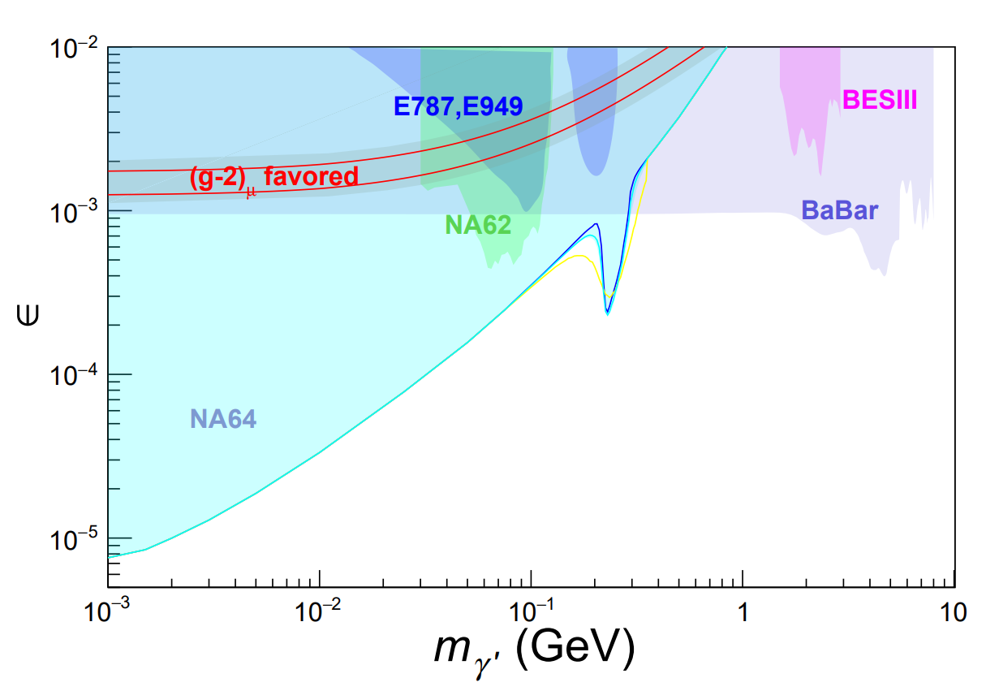 10⁻²
E787,E949
BESIII
(g-2)μ favored
10⁻³
BaBar
NA62
∈
10⁻⁴
NA64
10⁻⁵
10⁻³ 10⁻² 10⁻¹ 1 10
mγ′ (GeV)